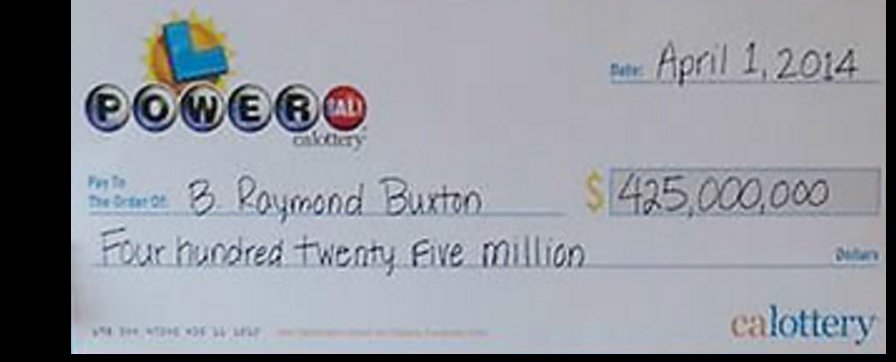 Date: April 1, 2014
POWERBALL
calottery
Pay To
The Order Of: B Raymond Buxton $ 425,000,000
Four hundred twenty Five million Dollars
calottery